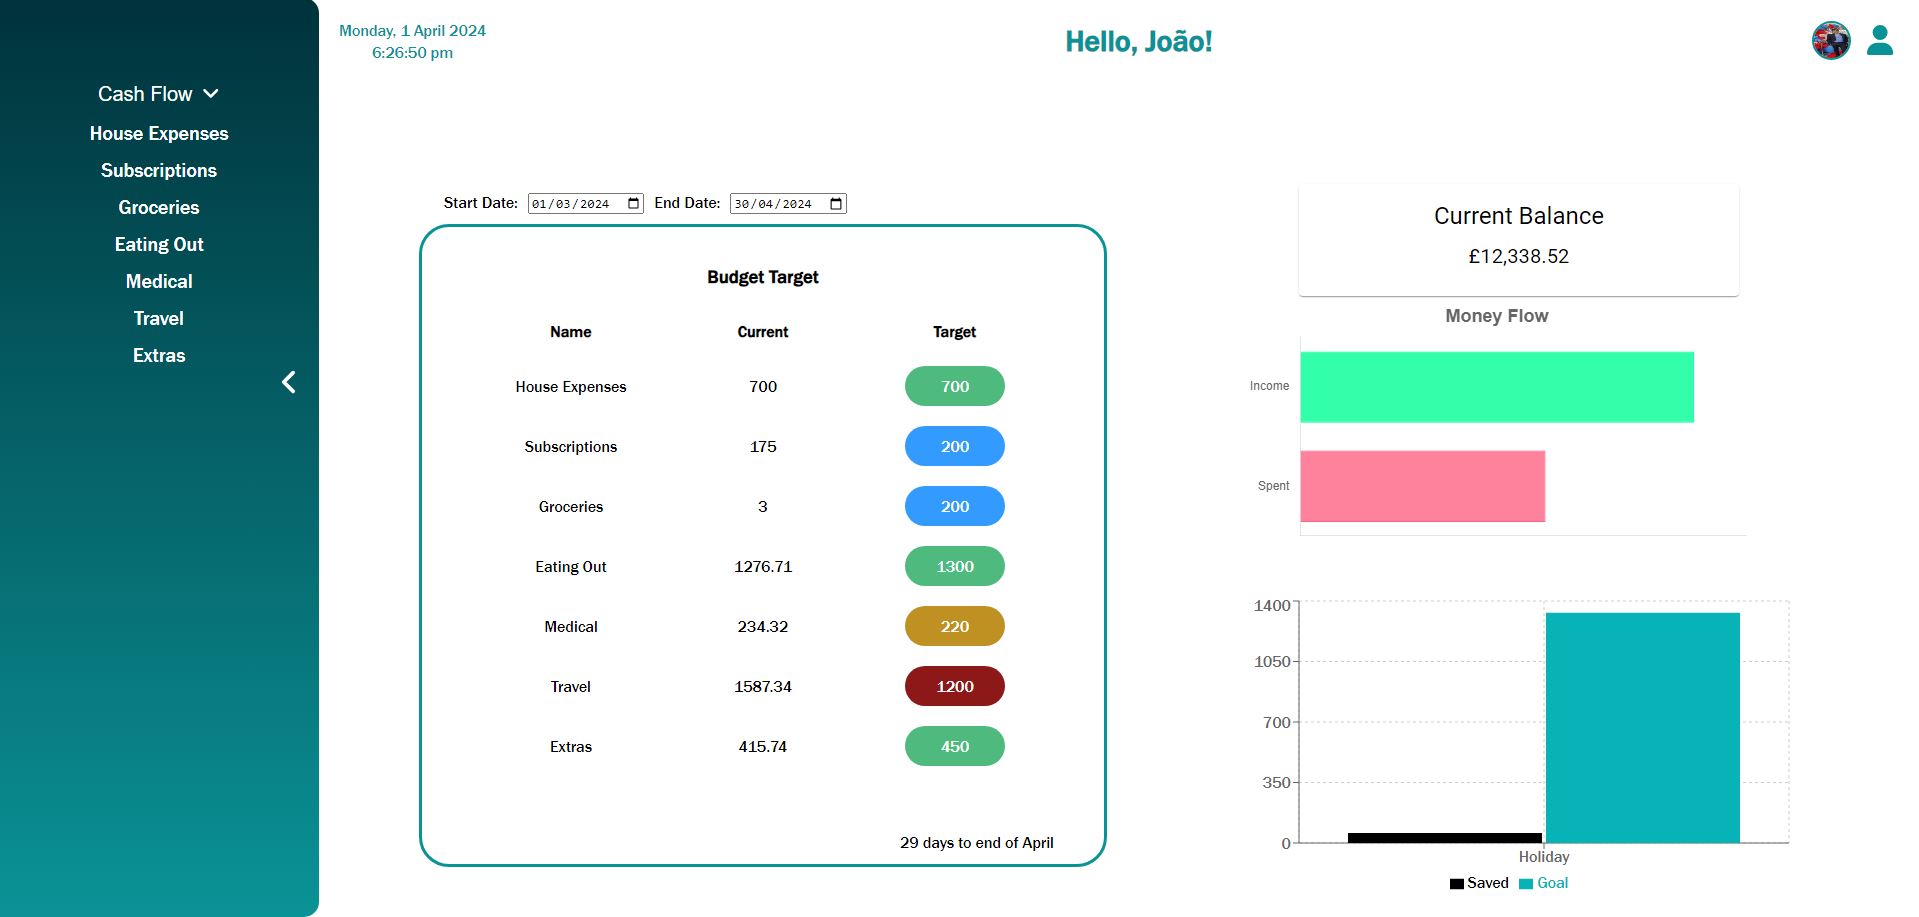 Monday, 1 April 2024
6:26:50 pm
Hello, João!
Cash Flow
House Expenses
Subscriptions
Groceries
Eating Out
Medical
Travel
Extras
Start Date: 01/03/2024 End Date: 30/04/2024
Budget Target
Name Current Target
House Expenses 700 700
Subscriptions 175 200
Groceries 3 200
Eating Out 1276.71 1300
Medical 234.32 220
Travel 1587.34 1200
Extras 415.74 450
29 days to end of April
Current Balance
£12,338.52
Money Flow
Income
Spent
1400
1050
700
350
0
Holiday
Saved Goal